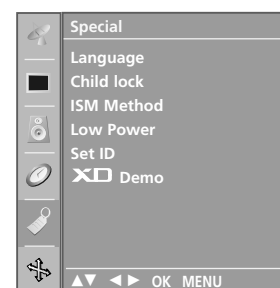 Special
Language
Child lock
ISM Method
Low Power
Set ID
XD Demo
▲▼ ◄► OK MENU